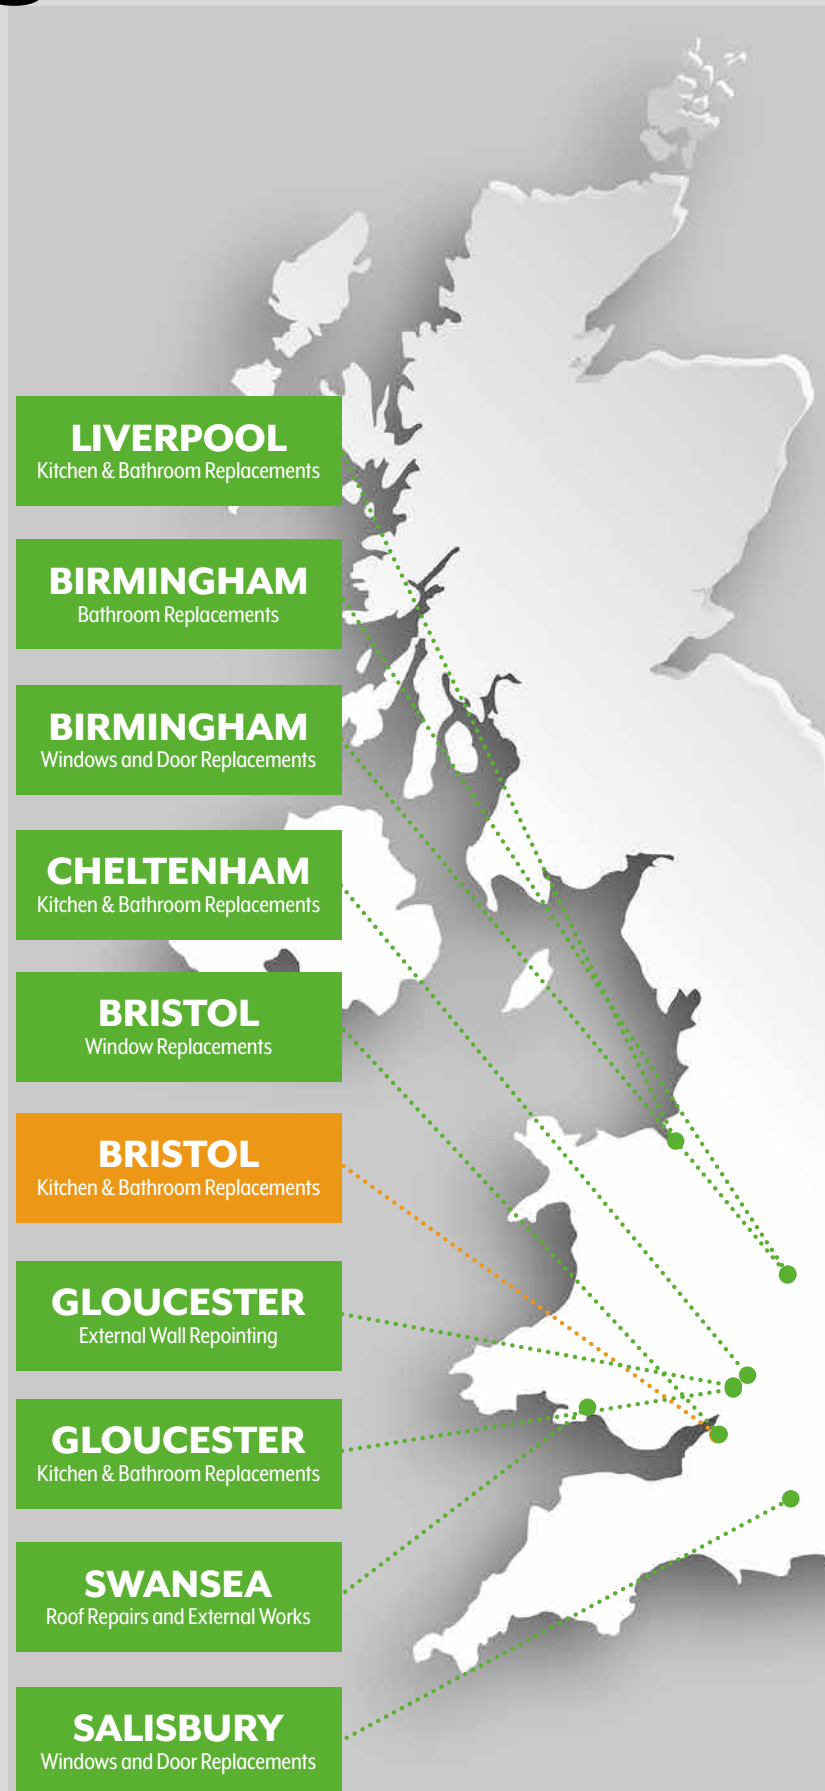 LIVERPOOL
Kitchen & Bathroom Replacements
BIRMINGHAM
Bathroom Replacements
BIRMINGHAM
Windows and Door Replacements
CHELTENHAM
Kitchen & Bathroom Replacements
BRISTOL
Window Replacements
BRISTOL
Kitchen & Bathroom Replacements
GLOUCESTER
External Wall Repointing
GLOUCESTER
Kitchen & Bathroom Replacements
SWANSEA
Roof Repairs and External Works
SALISBURY
Windows and Door Replacements